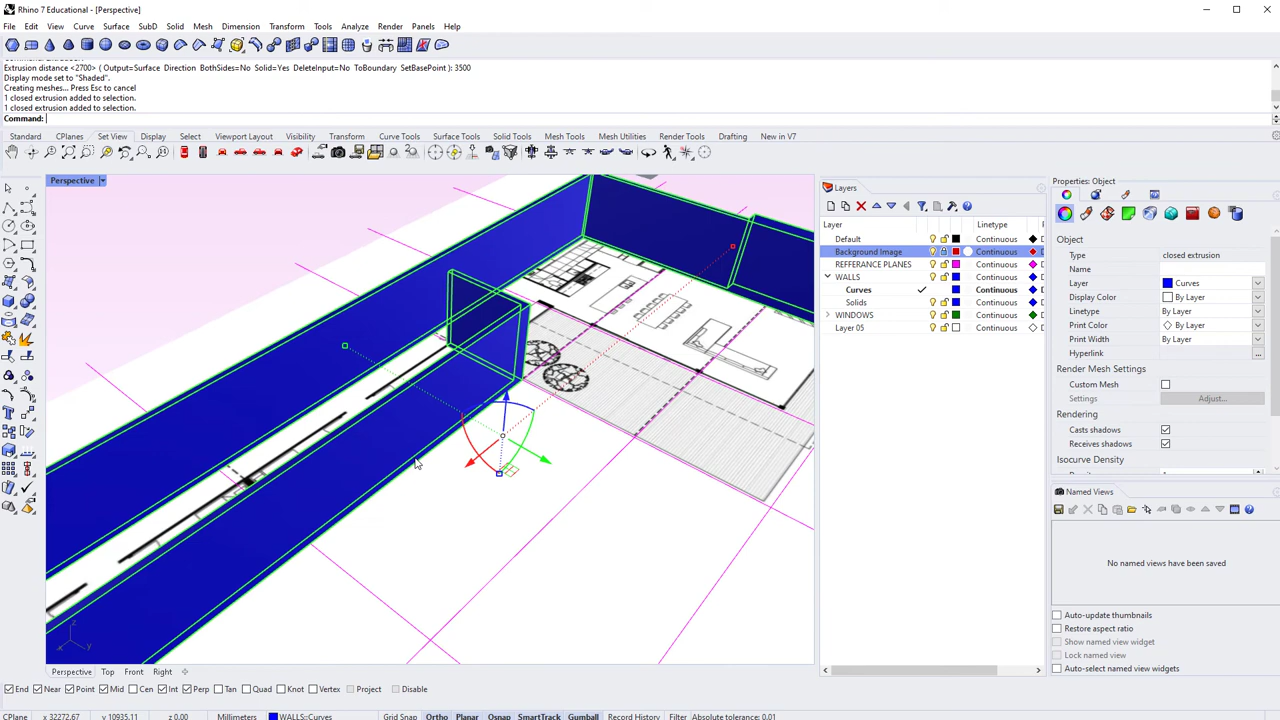 Rhino 7 Educational - [Perspective]
File Edit View Curve Surface SubD Solid Mesh Dimension Transform Tools Analyze Render Panels Help
Extrusion distance <2700> ( Output=Surface Direction BothSides=No Solid=Yes DeleteInput=No ToBoundary SetBasePoint ): 3500
Display mode set to "Shaded".
Creating meshes... Press Esc to cancel
1 closed extrusion added to selection.
1 closed extrusion added to selection.
Command:
Standard CPlanes Set View Display Select Viewport Layout Visibility Transform Curve Tools Surface Tools Solid Tools Mesh Tools Mesh Utilities Render Tools Drafting New in V7
Perspective
Layers
Layer Linetype
Default Continuous D
Background Image Continuous D
REFFERANCE PLANES Continuous D
WALLS Continuous D
Curves Continuous D
Solids Continuous D
WINDOWS Continuous D
Layer 05 Continuous D
Properties: Object
Object
Type closed extrusion
Name
Layer Curves
Display Color By Layer
Linetype By Layer
Print Color By Layer
Print Width By Layer
Hyperlink ...
Render Mesh Settings
Custom Mesh
Settings Adjust...
Rendering
Casts shadows
Receives shadows
Isocurve Density
Named Views
No named views have been saved
Auto-update thumbnails
Restore aspect ratio
Show named view widget
Lock named view
Auto-select named view widgets
z
x y
Perspective Top Front Right
End Near Point Mid Cen Int Perp Tan Quad Knot Vertex Project Disable
CPlane x 32272.67 y 10935.11 z 0.00 Millimeters WALLS::Curves Grid Snap Ortho Planar Osnap SmartTrack Gumball Record History Filter Absolute tolerance: 0.01